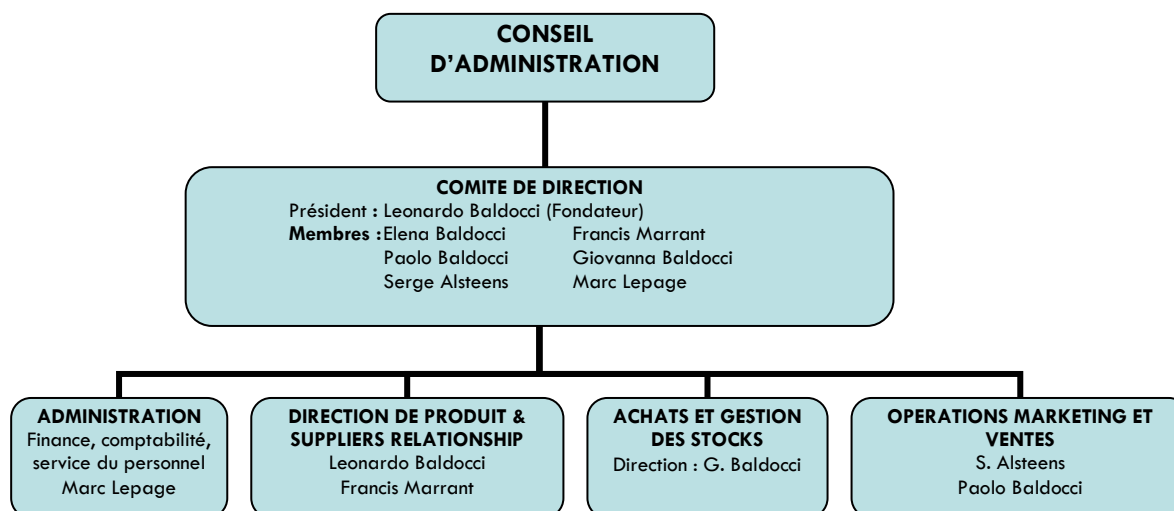 CONSEIL
D'ADMINISTRATION
COMITE DE DIRECTION
Président : Leonardo Baldocci (Fondateur)
Membres : Elena Baldocci Francis Marrant
Paolo Baldocci Giovanna Baldocci
Serge Alsteens Marc Lepage
ADMINISTRATION
Finance, comptabilité,
service du personnel
Marc Lepage
DIRECTION DE PRODUIT &
SUPPLIERS RELATIONSHIP
Leonardo Baldocci
Francis Marrant
ACHATS ET GESTION
DES STOCKS
Direction : G. Baldocci
OPERATIONS MARKETING ET
VENTES
S. Alsteens
Paolo Baldocci